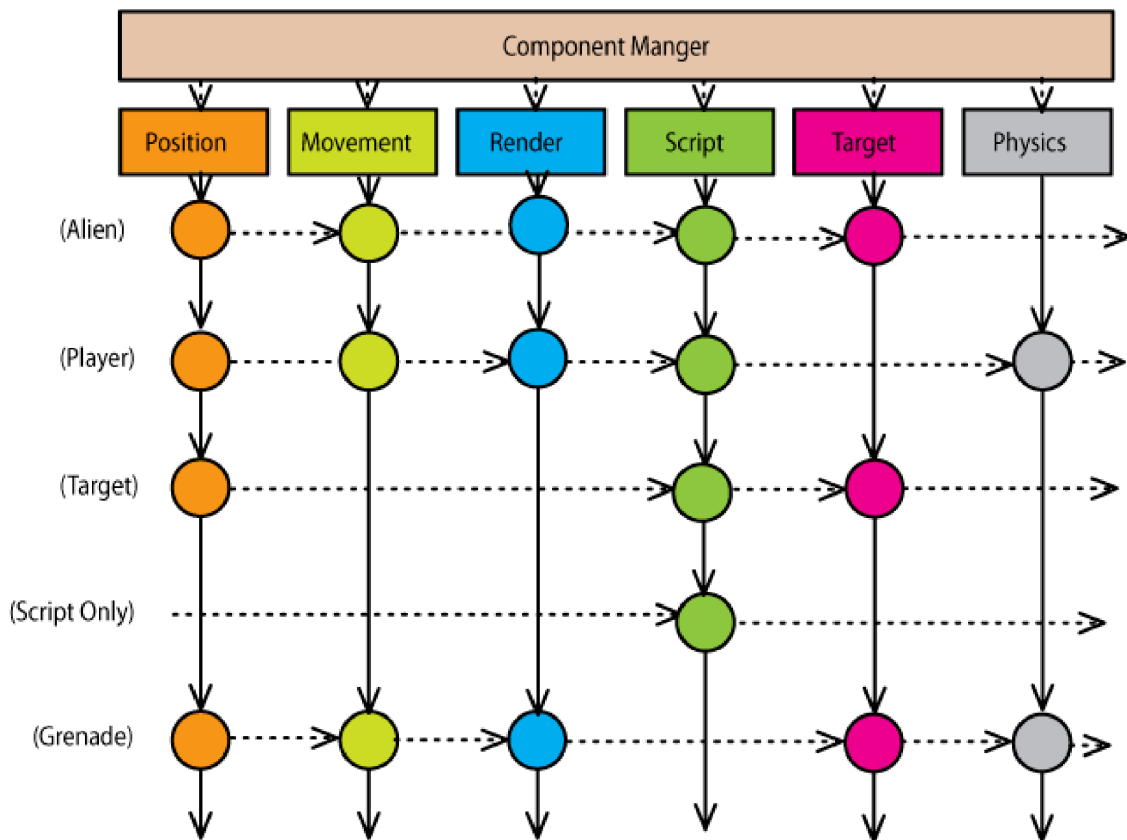 Component Manger
Position Movement Render Script Target Physics
(Alien)
(Player)
(Target)
(Script Only)
(Grenade)